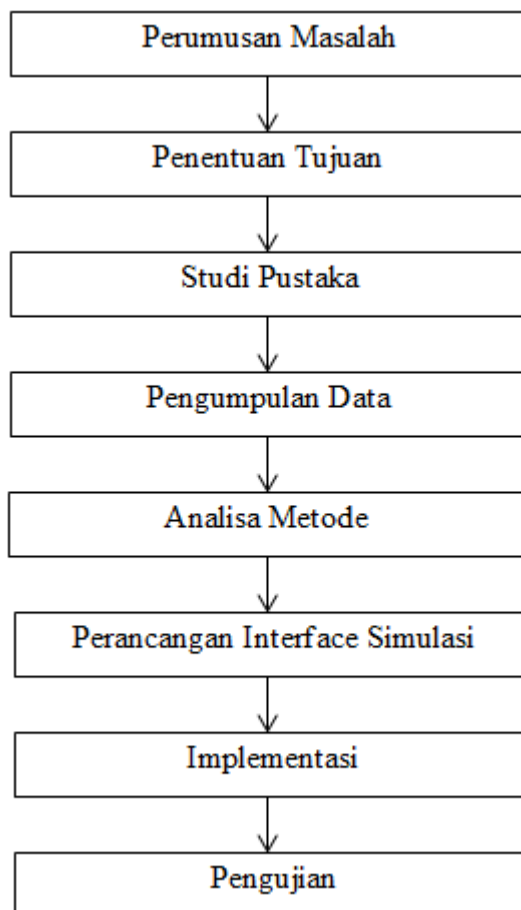 Perumusan Masalah
Penentuan Tujuan
Studi Pustaka
Pengumpulan Data
Analisa Metode
Perancangan Interface Simulasi
Implementasi
Pengujian